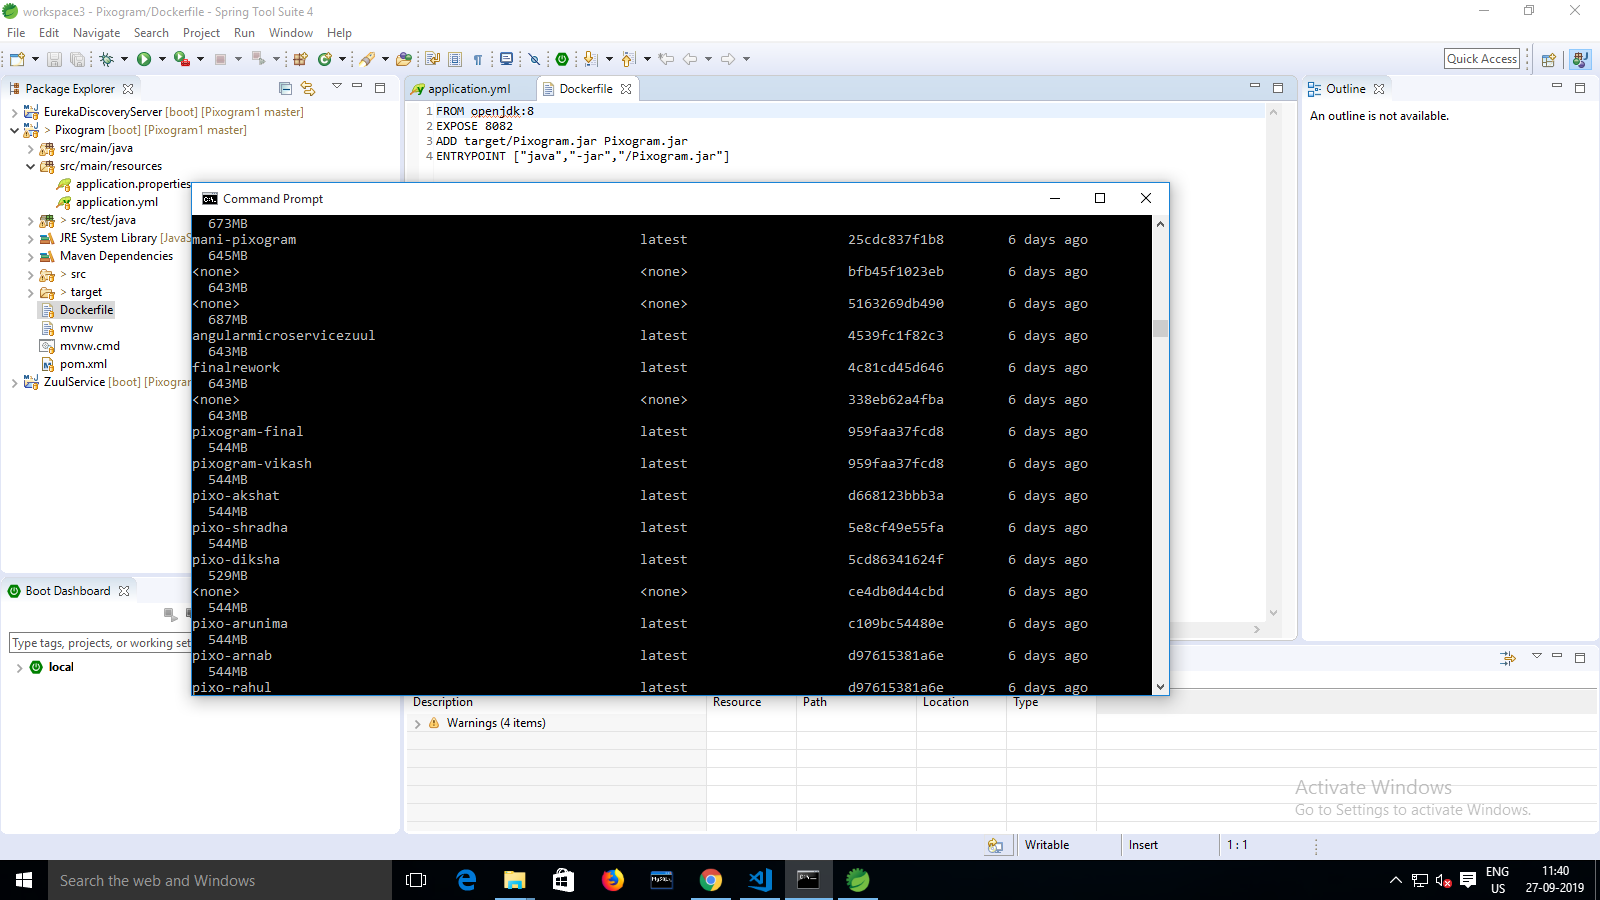 workspace3 - Pixogram/Dockerfile - Spring Tool Suite 4
File Edit Navigate Search Project Run Window Help
Quick Access
Package Explorer
EurekaDiscoveryServer [boot] [Pixogram1 master]
> Pixogram [boot] [Pixogram1 master]
src/main/java
src/main/resources
application.properties
application.yml
> src/test/java
JRE System Library [JavaS
Maven Dependencies
> src
> target
Dockerfile
mvnw
mvnw.cmd
pom.xml
ZuulService [boot] [Pixogra
application.yml
Dockerfile
1 FROM openjdk:8
2 EXPOSE 8082
3 ADD target/Pixogram.jar Pixogram.jar
4 ENTRYPOINT ["java","-jar","/Pixogram.jar"]
Outline
An outline is not available.
Command Prompt
673MB
mani-pixogram latest 25cdc837f1b8 6 days ago
645MB
<none> <none> bfb45f1023eb 6 days ago
643MB
<none> <none> 5163269db490 6 days ago
687MB
angularmicroservicezuul latest 4539fc1f82c3 6 days ago
643MB
finalrework latest 4c81cd45d646 6 days ago
643MB
<none> <none> 338eb62a4fba 6 days ago
643MB
pixogram-final latest 959faa37fcd8 6 days ago
544MB
pixogram-vikash latest 959faa37fcd8 6 days ago
544MB
pixo-akshat latest d668123bbb3a 6 days ago
544MB
pixo-shradha latest 5e8cf49e55fa 6 days ago
544MB
pixo-diksha latest 5cd86341624f 6 days ago
529MB
<none> <none> ce4db0d44cbd 6 days ago
544MB
pixo-arunima latest c109bc54480e 6 days ago
544MB
pixo-arnab latest d97615381a6e 6 days ago
544MB
pixo-rahul latest d97615381a6e 6 days ago
Boot Dashboard
Type tags, projects, or working set
local
Description Resource Path Location Type
Warnings (4 items)
Activate Windows
Go to Settings to activate Windows.
Writable Insert 1 : 1
Search the web and Windows
MySQL
ENG
US
11:40
27-09-2019